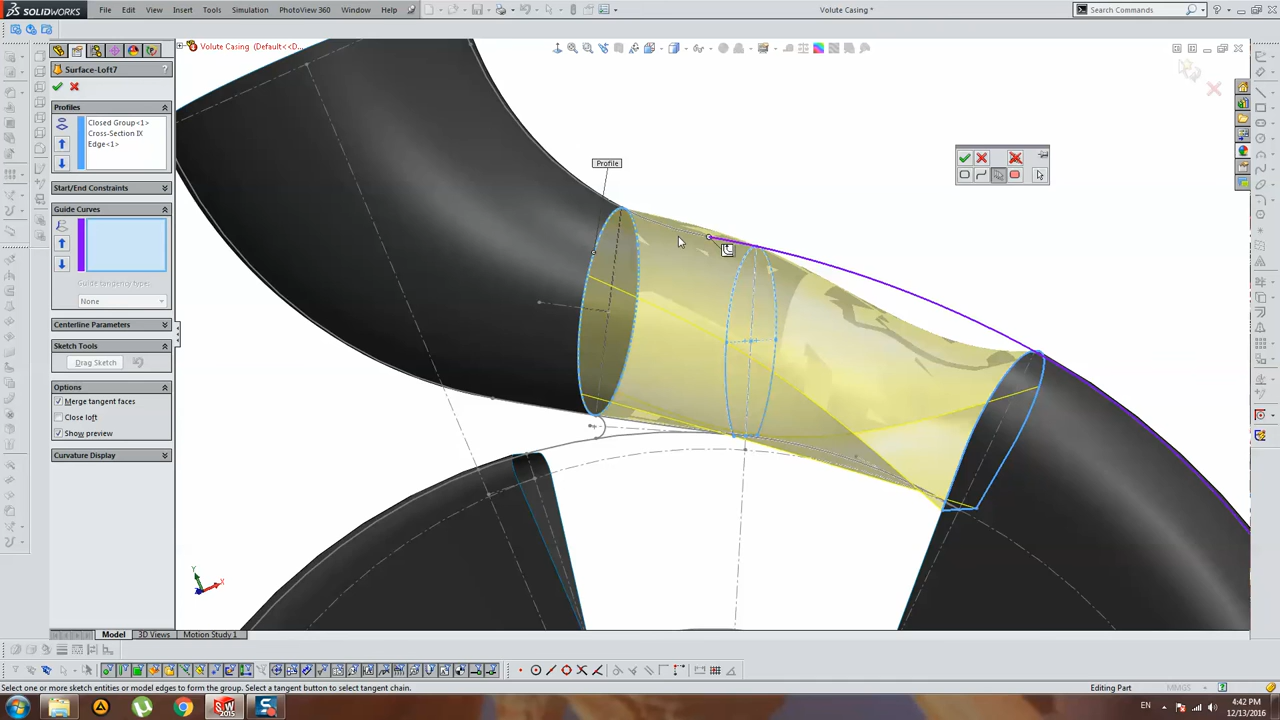 SOLIDWORKS
File Edit View Insert Tools Simulation PhotoView 360 Window Help
Volute Casing *
Search Commands
Surface-Loft7
?
Volute Casing (Default<<D...
Profiles
Closed Group<1>
Cross-Section IX
Edge<1>
Start/End Constraints
Guide Curves
Guide tangency type:
None
Centerline Parameters
Sketch Tools
Drag Sketch
Options
Merge tangent faces
Close loft
Show preview
Curvature Display
Profile
Y
X
Model 3D Views Motion Study 1
Select one or more sketch entities or model edges to form the group. Select a tangent button to select tangent chain.
Editing Part
MMGS
EN
4:42 PM
12/13/2016